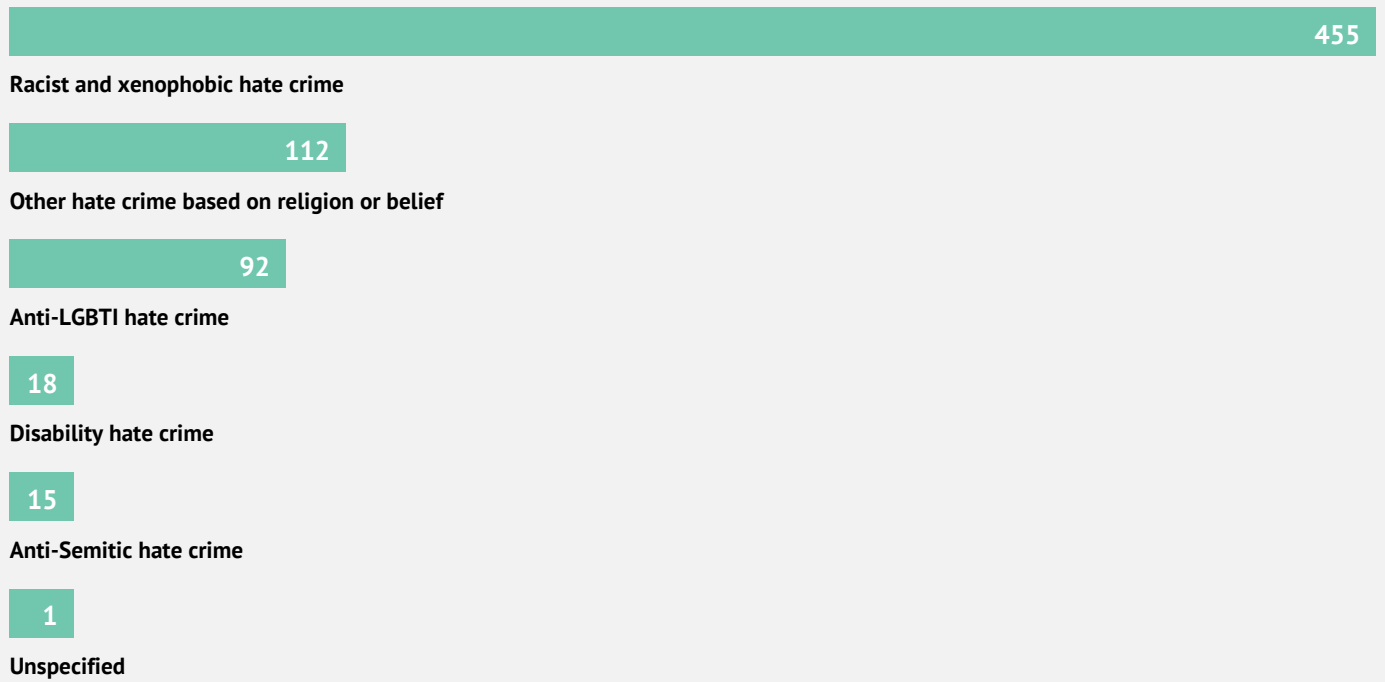 455
Racist and xenophobic hate crime
112
Other hate crime based on religion or belief
92
Anti-LGBTI hate crime
18
Disability hate crime
15
Anti-Semitic hate crime
1
Unspecified